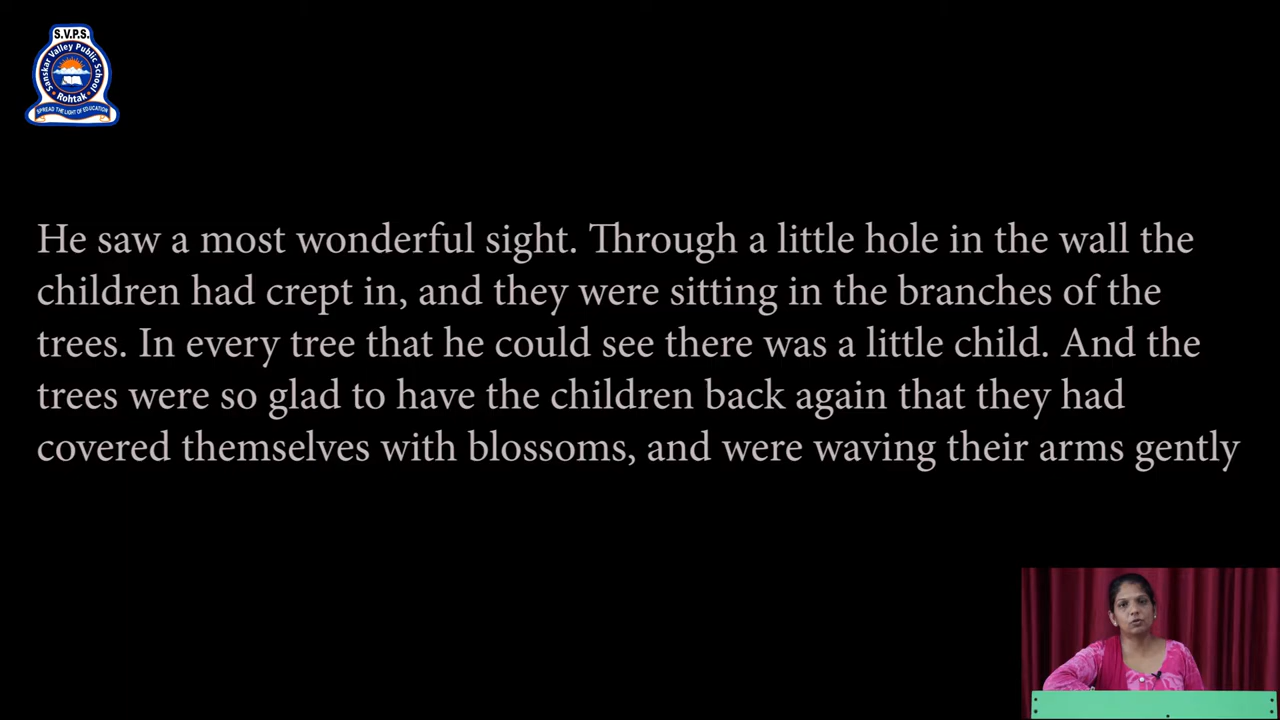 S.V.P.S.
Sanskar Valley Public School
Rohtak
SPREAD THE LIGHT OF EDUCATION
He saw a most wonderful sight. Through a little hole in the wall the
children had crept in, and they were sitting in the branches of the
trees. In every tree that he could see there was a little child. And the
trees were so glad to have the children back again that they had
covered themselves with blossoms, and were waving their arms gently